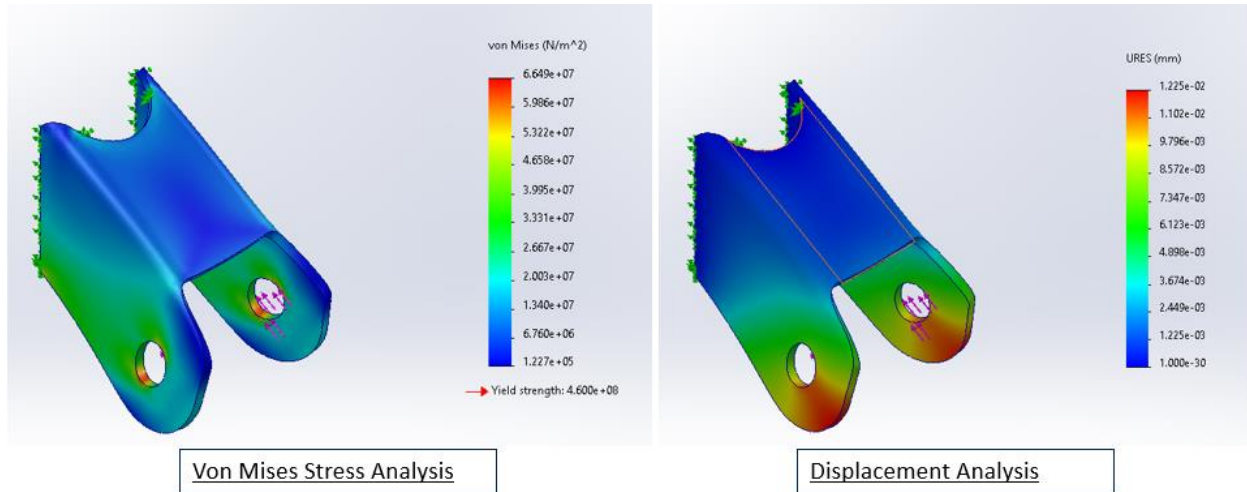 von Mises (N/m^2)
6.649e+07
5.986e+07
5.322e+07
4.658e+07
3.995e+07
3.331e+07
2.667e+07
2.003e+07
1.340e+07
6.760e+06
1.227e+05
Yield strength: 4.600e+08
Von Mises Stress Analysis
URES (mm)
1.225e-02
1.102e-02
9.796e-03
8.572e-03
7.347e-03
6.123e-03
4.898e-03
3.674e-03
2.449e-03
1.225e-03
1.000e-30
Displacement Analysis